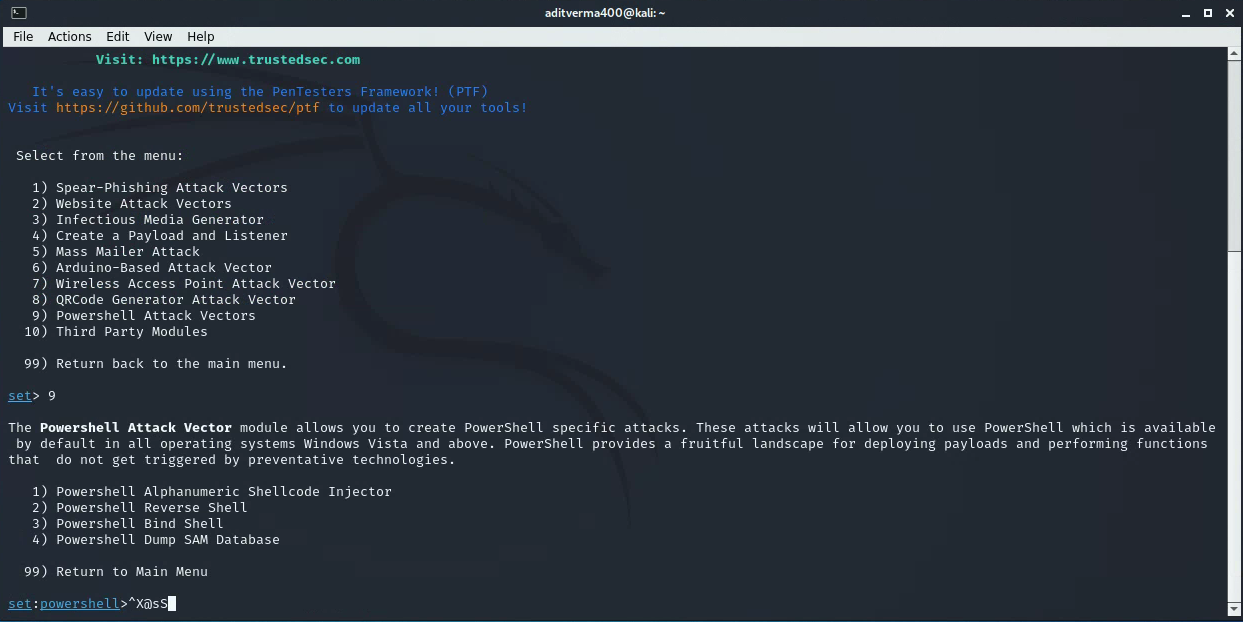 aditverma400@kali: ~
File Actions Edit View Help
Visit: https://www.trustedsec.com
It's easy to update using the PenTesters Framework! (PTF)
Visit https://github.com/trustedsec/ptf to update all your tools!
Select from the menu:
1) Spear-Phishing Attack Vectors
2) Website Attack Vectors
3) Infectious Media Generator
4) Create a Payload and Listener
5) Mass Mailer Attack
6) Arduino-Based Attack Vector
7) Wireless Access Point Attack Vector
8) QRCode Generator Attack Vector
9) Powershell Attack Vectors
10) Third Party Modules
99) Return back to the main menu.
set> 9
The Powershell Attack Vector module allows you to create PowerShell specific attacks. These attacks will allow you to use PowerShell which is available
by default in all operating systems Windows Vista and above. PowerShell provides a fruitful landscape for deploying payloads and performing functions
that  do not get triggered by preventative technologies.
1) Powershell Alphanumeric Shellcode Injector
2) Powershell Reverse Shell
3) Powershell Bind Shell
4) Powershell Dump SAM Database
99) Return to Main Menu
set:powershell>^X@sS